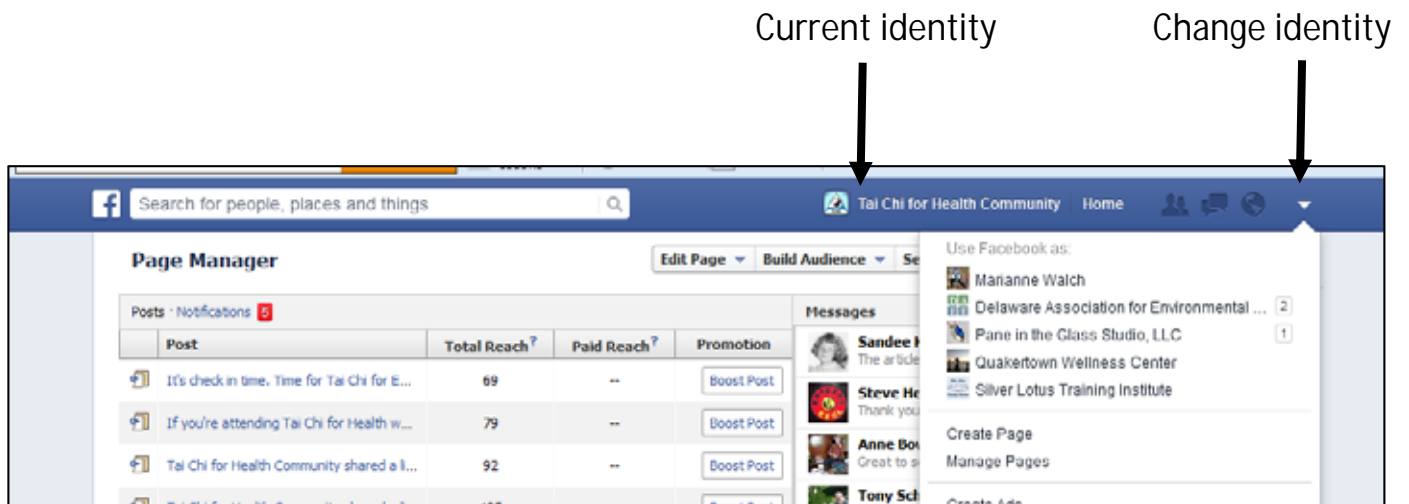 Current identity Change identity
f Search for people, places and things Tai Chi for Health Community Home
Page Manager Edit Page Build Audience Se
Use Facebook as:
Marianne Walch
Delaware Association for Environmental ... 2
Pane in the Glass Studio, LLC 1
Quakertown Wellness Center
Silver Lotus Training Institute
Create Page
Manage Pages
Create Ads
Posts · Notifications 5 Messages
Post Total Reach? Paid Reach? Promotion
It's check in time. Time for Tai Chi for E... 69 -- Boost Post
If you're attending Tai Chi for Health w... 79 -- Boost Post
Tai Chi for Health Community shared a li... 92 -- Boost Post
Sandee
The article
Steve He
Thank you
Anne Bo
Great to s
Tony Sch